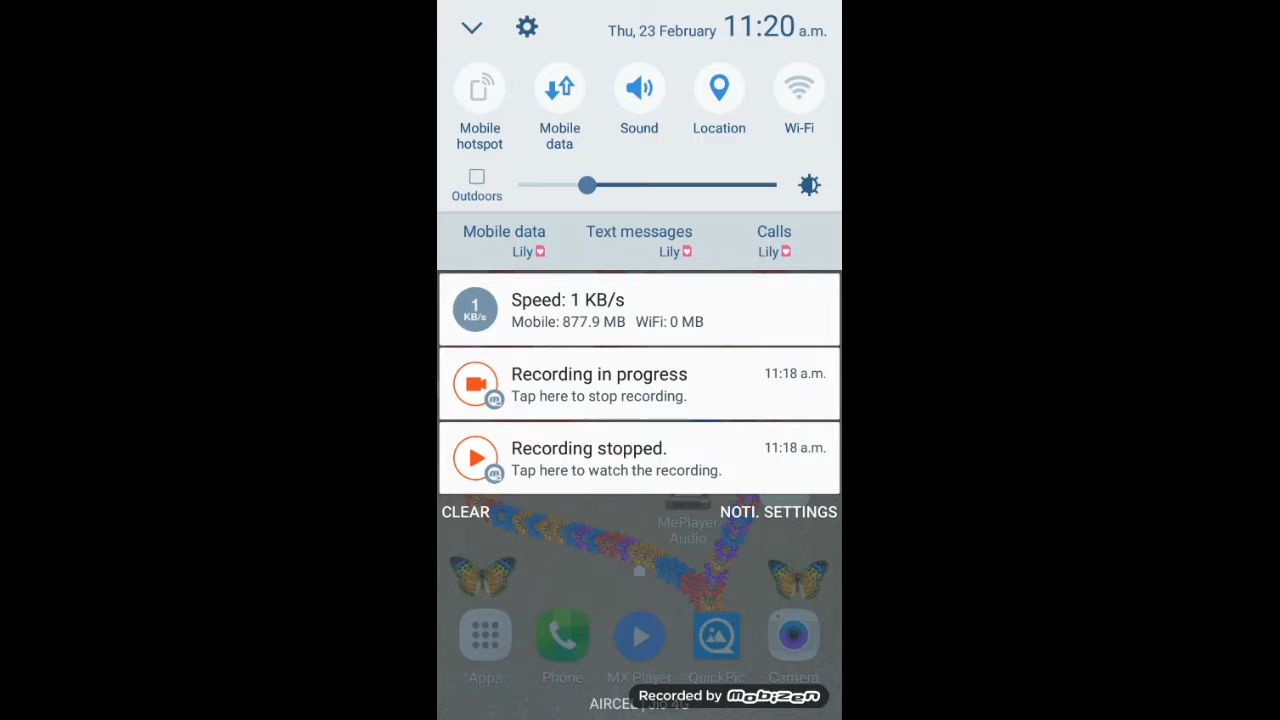 Thu, 23 February 11:20 a.m.
Mobile hotspot
Mobile data
Sound
Location
Wi-Fi
Outdoors
Mobile data
Lily
Text messages
Lily
Calls
Lily
1 KB/s
Speed: 1 KB/s
Mobile: 877.9 MB WiFi: 0 MB
Recording in progress 11:18 a.m.
Tap here to stop recording.
Recording stopped. 11:18 a.m.
Tap here to watch the recording.
CLEAR
NOTI. SETTINGS
MePlayer
Audio
Apps
Phone
MX Player
QuickPic
Camera
Recorded by mobizen
AIRCEL | Jio 4G